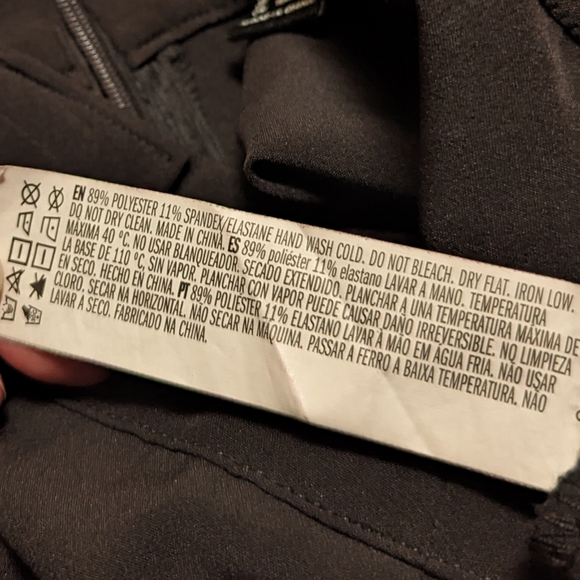 EN 89% POLYESTER 11% SPANDEX/ELASTANE HAND WASH COLD. DO NOT BLEACH. DRY FLAT. IRON LOW.
DO NOT DRY CLEAN. MADE IN CHINA. ES 89% poliéster 11% elastano LAVAR A MANO. TEMPERATURA
MÁXIMA 40 ºC. NO USAR BLANQUEADOR. SECADO EXTENDIDO. PLANCHAR A UNA TEMPERATURA MÁXIMA DE
LA BASE DE 110 ºC, SIN VAPOR. PLANCHAR CON VAPOR PUEDE CAUSAR DAÑO IRREVERSIBLE. NO LIMPIEZA
EN SECO. HECHO EN CHINA. PT 89% POLIÉSTER 11% ELASTANO LAVAR À MÃO EM ÁGUA FRIA. NÃO USAR
CLORO. SECAR NA HORIZONTAL. NÃO SECAR NA MÁQUINA. PASSAR A FERRO A BAIXA TEMPERATURA. NÃO
LAVAR À SECO. FABRICADO NA CHINA.